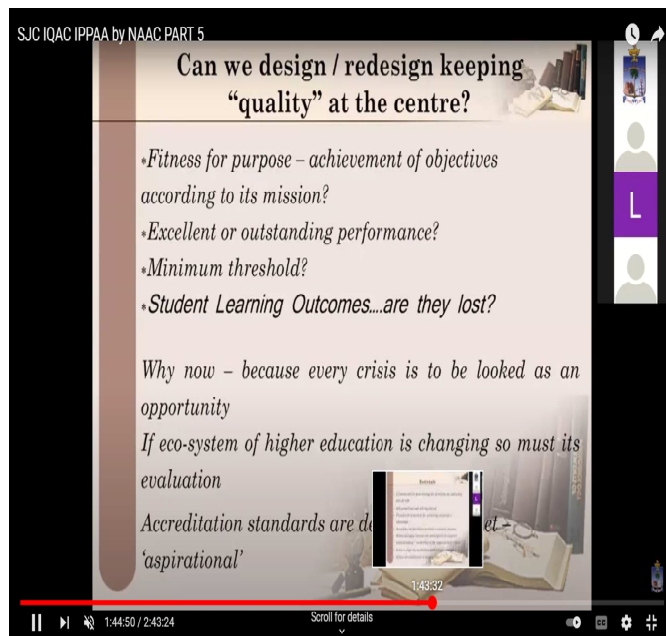 SJC IQAC IPPAA by NAAC PART 5
Can we design / redesign keeping
“quality” at the centre?
*Fitness for purpose – achievement of objectives
according to its mission?
*Excellent or outstanding performance?
*Minimum threshold?
*Student Learning Outcomes....are they lost?
L
Why now – because every crisis is to be looked as an
opportunity
If eco-system of higher education is changing so must its
evaluation
Accreditation standards are de et –
‘aspirational’
1:43:32
1:44:50 / 2:43:24
Scroll for details
CC